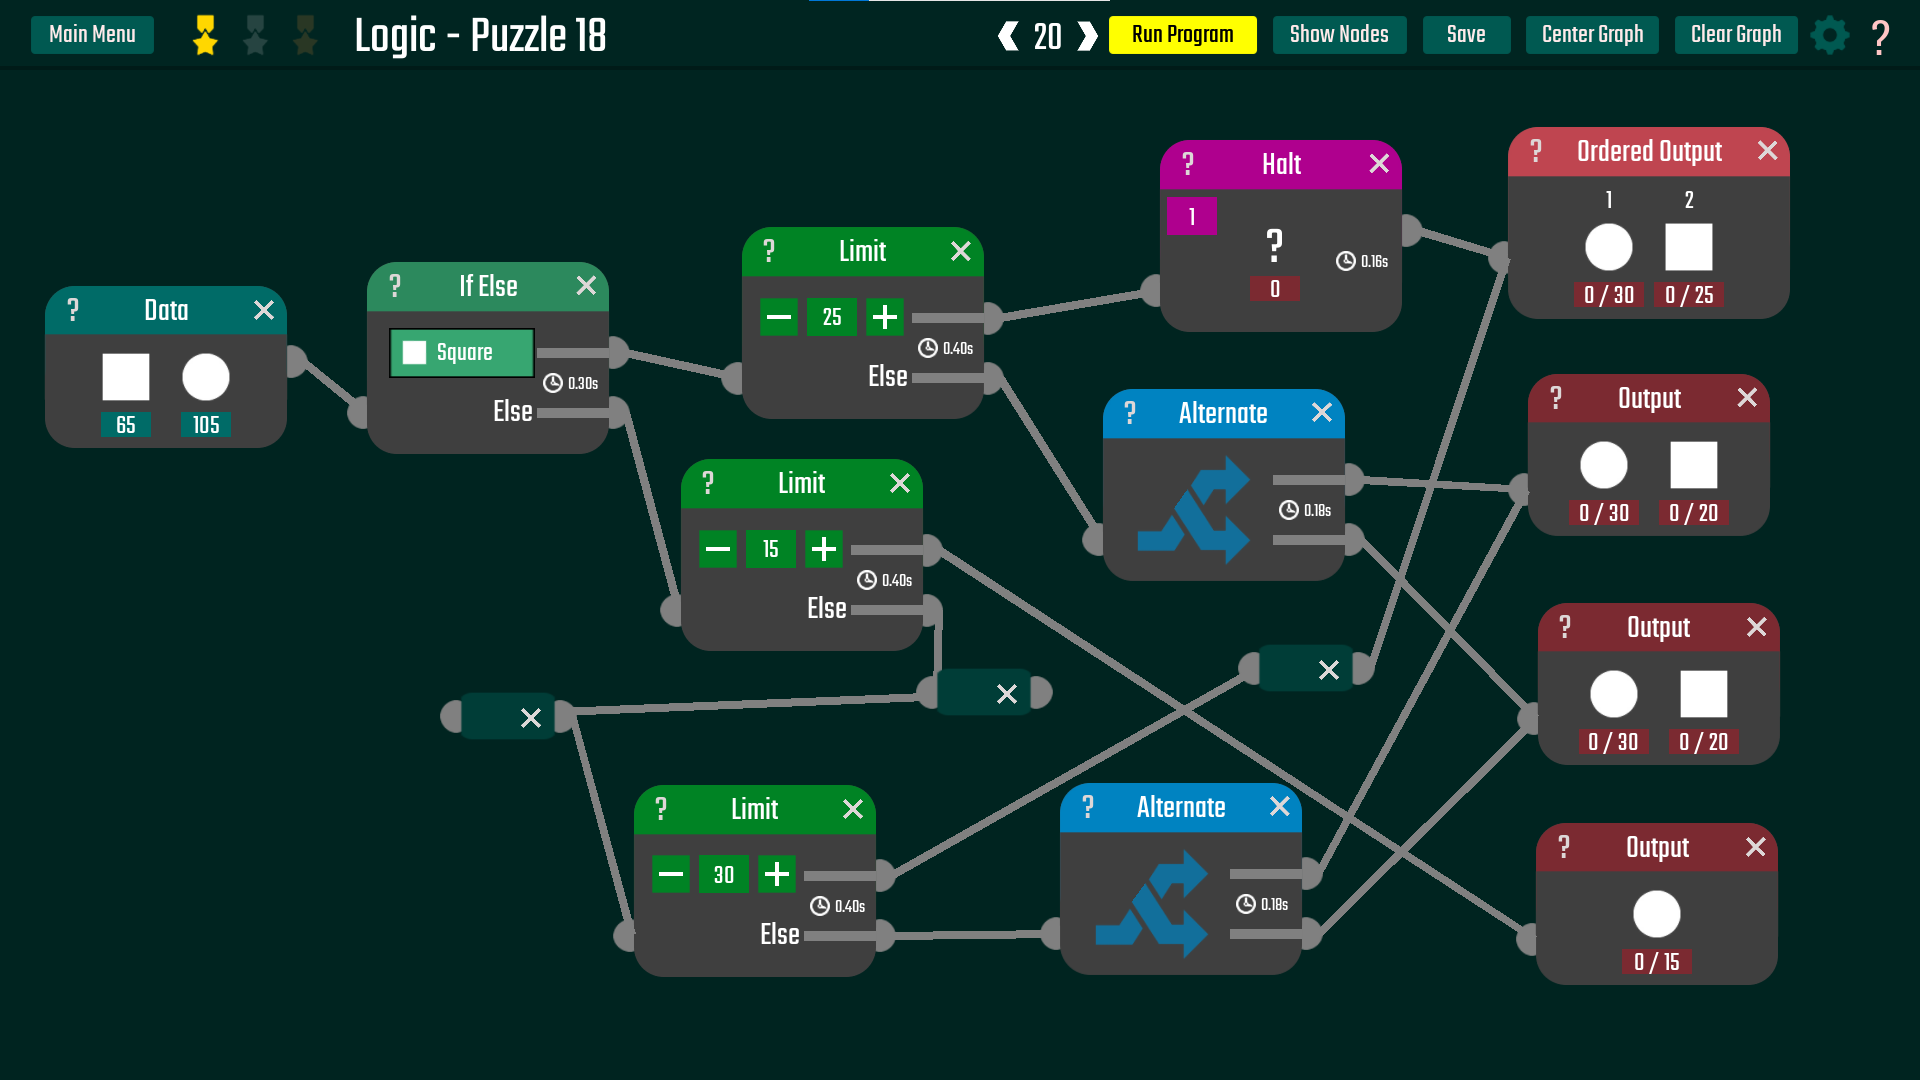 Main Menu
Logic - Puzzle 18
20
Run Program
Show Nodes
Save
Center Graph
Clear Graph
?
? Data
65 105
? If Else
Square
0.30s
Else
? Limit
25
0.40s
Else
? Halt
1
?
0
0.16s
? Ordered Output
1 2
0 / 30 0 / 25
? Limit
15
0.40s
Else
? Alternate
0.18s
? Output
0 / 30 0 / 20
? Output
0 / 30 0 / 20
? Limit
30
0.40s
Else
? Alternate
0.18s
? Output
0 / 15